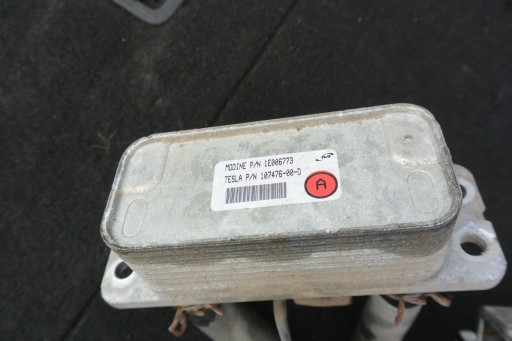 MODINE P/N 1E006773
TESLA P/N 107476-00-D
A